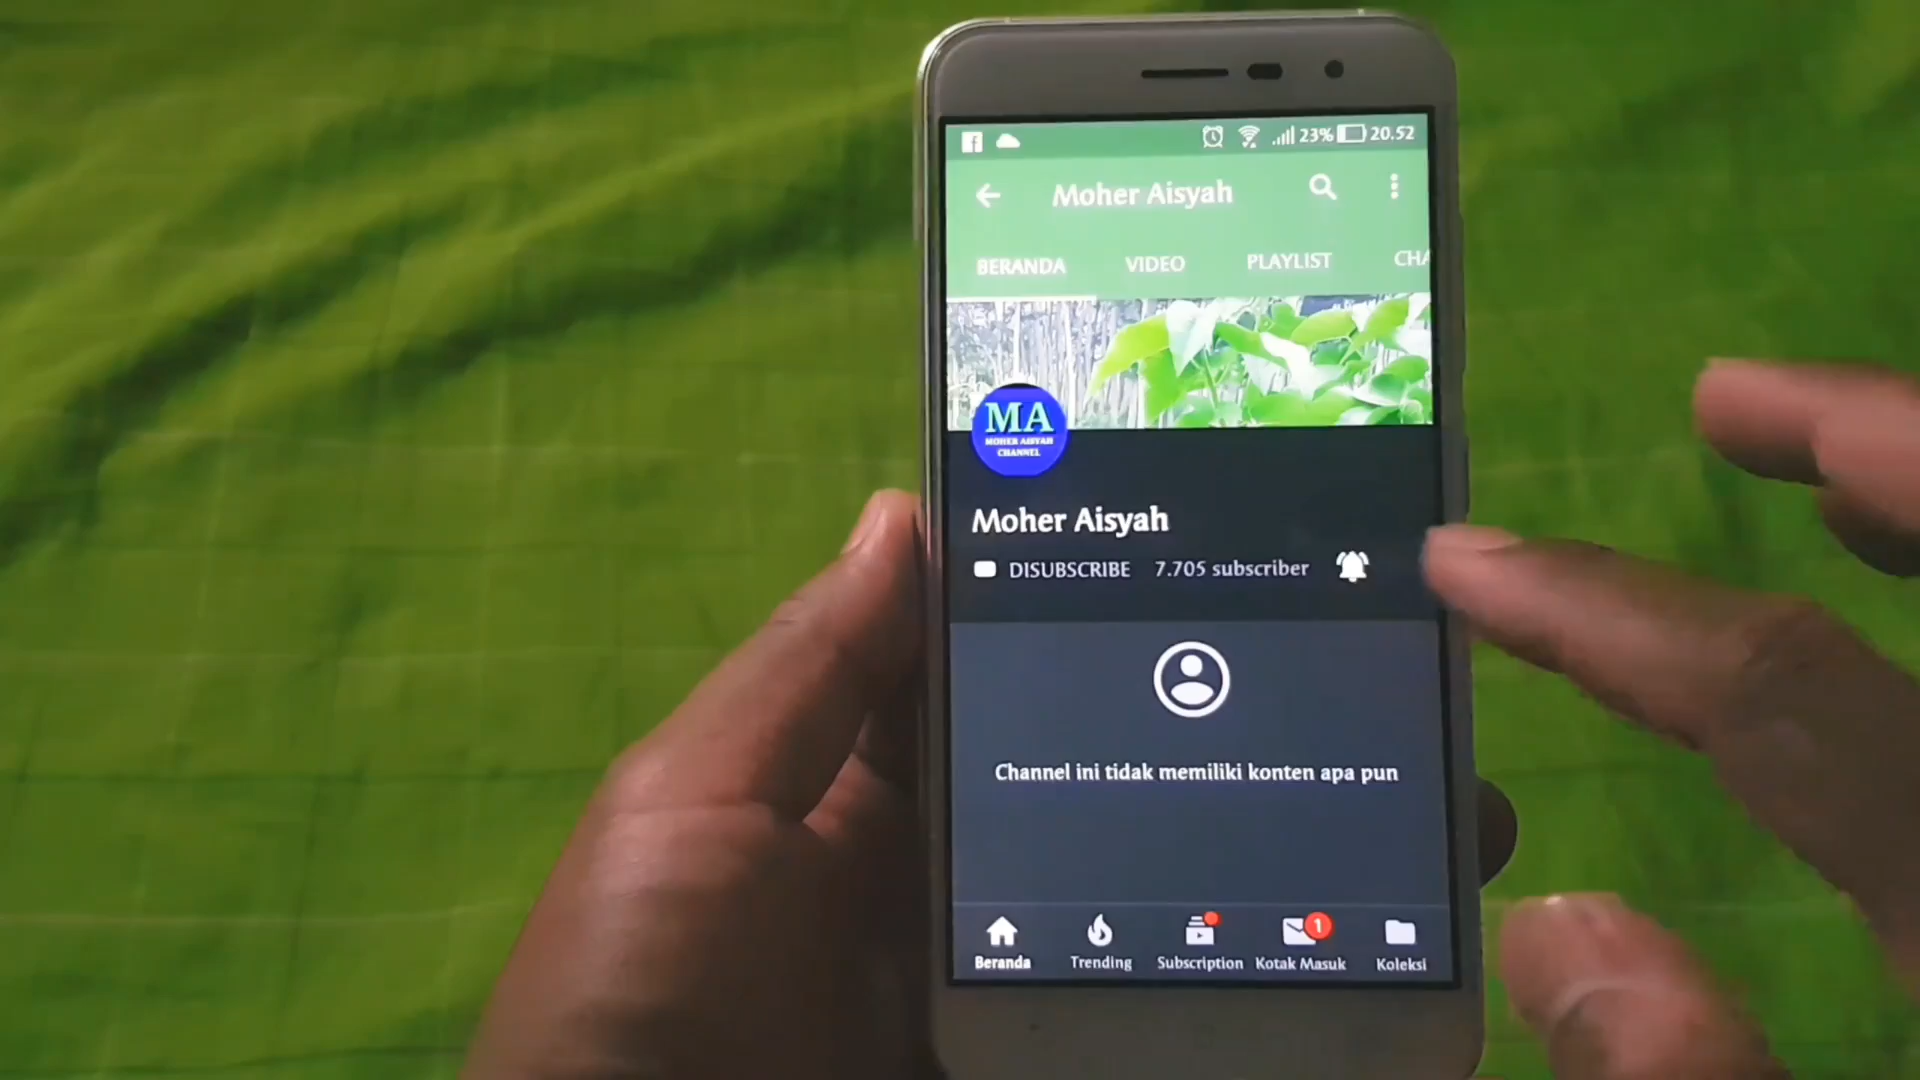 23% 20.52
Moher Aisyah
BERANDA VIDEO PLAYLIST CHA
MA
MOHER AISYAH
CHANNEL
Moher Aisyah
DISUBSCRIBE 7.705 subscriber
Channel ini tidak memiliki konten apa pun
1
Beranda Trending Subscription Kotak Masuk Koleksi